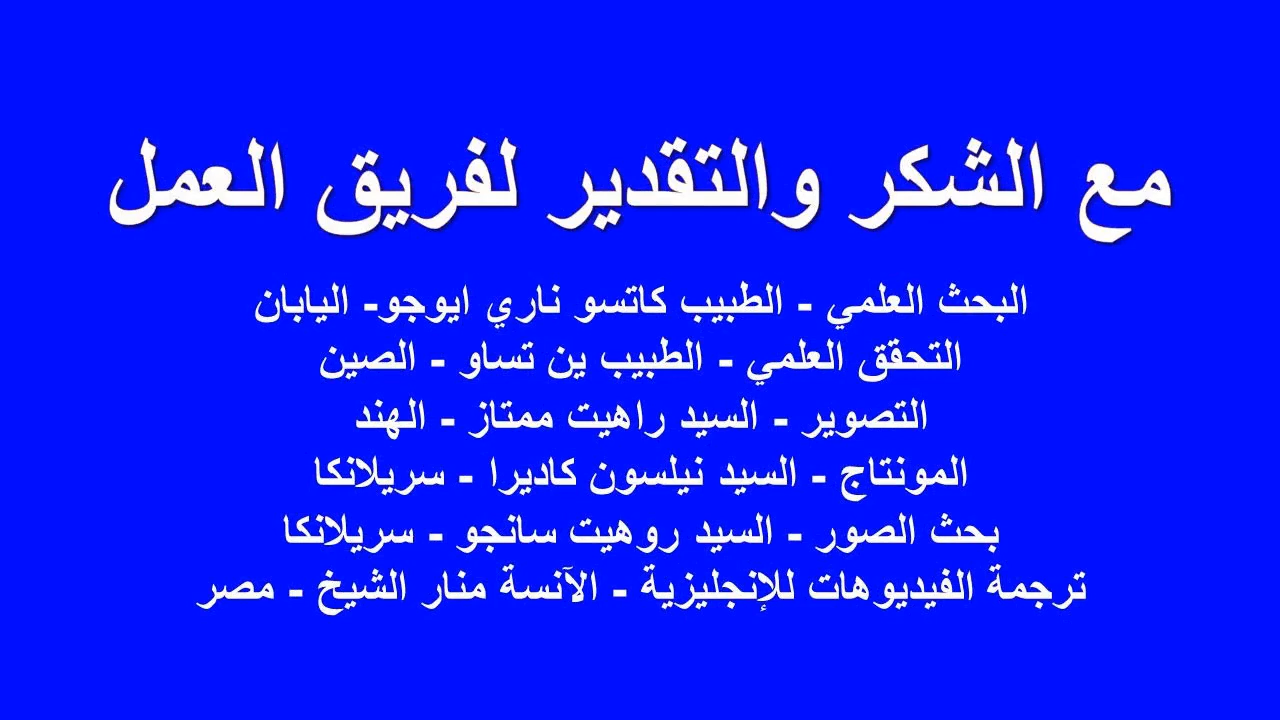 مع الشكر والتقدير لفريق العمل
البحث العلمي - الطبيب كاتسو ناري ايوجو- اليابان
التحقق العلمي - الطبيب ين تساو - الصين
التصوير - السيد راهيت ممتاز - الهند
المونتاج - السيد نيلسون كاديرا - سريلانكا
بحث الصور - السيد روهيت سانجو - سريلانكا
ترجمة الفيديوهات للإنجليزية - الآنسة منار الشيخ - مصر